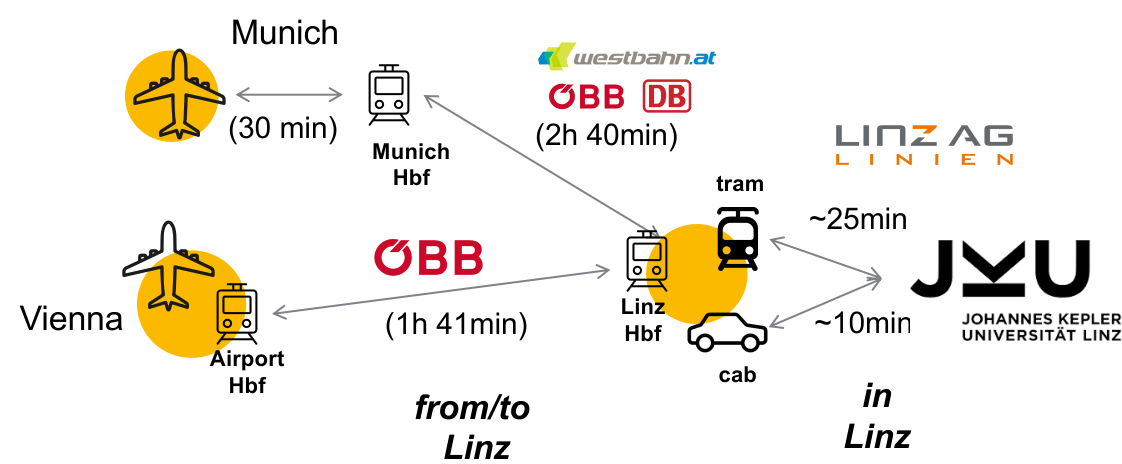 Munich
(30 min)
Munich
Hbf
westbahn.at
ÖBB DB
(2h 40min)
LINZ AG
LINIEN
tram
~25min
Vienna
Airport
Hbf
ÖBB
(1h 41min)
Linz
Hbf
~10min
cab
JKU
JOHANNES KEPLER
UNIVERSITÄT LINZ
from/to
Linz
in
Linz